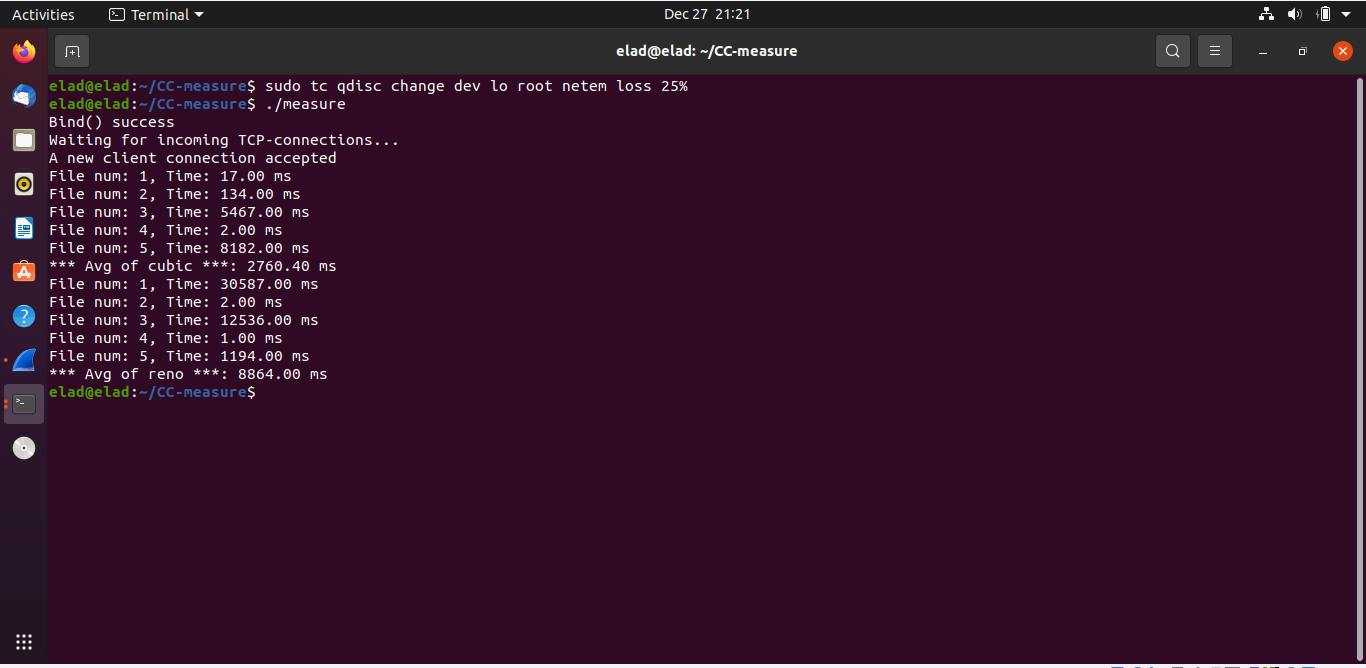 Activities Terminal Dec 27 21:21
elad@elad: ~/CC-measure
elad@elad:~/CC-measure$ sudo tc qdisc change dev lo root netem loss 25%
elad@elad:~/CC-measure$ ./measure
Bind() success
Waiting for incoming TCP-connections...
A new client connection accepted
File num: 1, Time: 17.00 ms
File num: 2, Time: 134.00 ms
File num: 3, Time: 5467.00 ms
File num: 4, Time: 2.00 ms
File num: 5, Time: 8182.00 ms
*** Avg of cubic ***: 2760.40 ms
File num: 1, Time: 30587.00 ms
File num: 2, Time: 2.00 ms
File num: 3, Time: 12536.00 ms
File num: 4, Time: 1.00 ms
File num: 5, Time: 1194.00 ms
*** Avg of reno ***: 8864.00 ms
elad@elad:~/CC-measure$